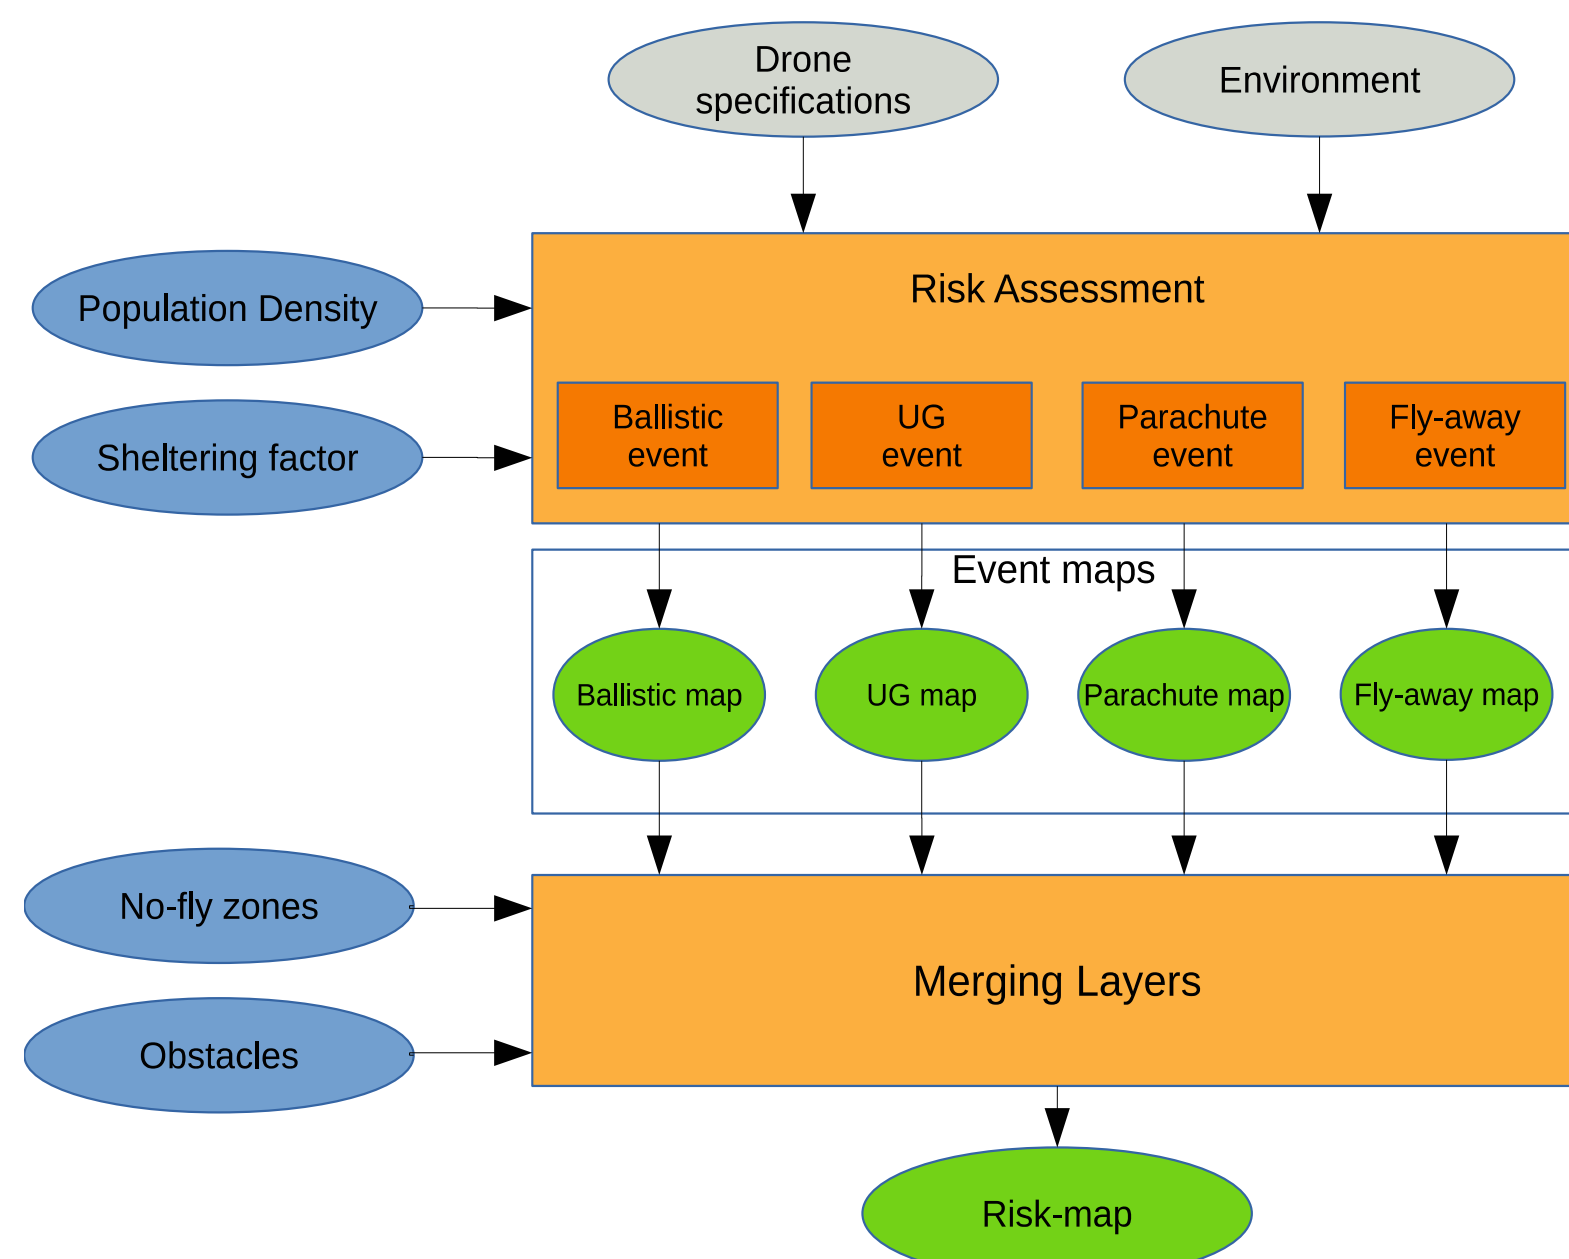 Drone
specifications
Environment
Population Density
Risk Assessment
Sheltering factor
Ballistic
event
UG
event
Parachute
event
Fly-away
event
Event maps
Ballistic map
UG map
Parachute map
Fly-away map
No-fly zones
Merging Layers
Obstacles
Risk-map